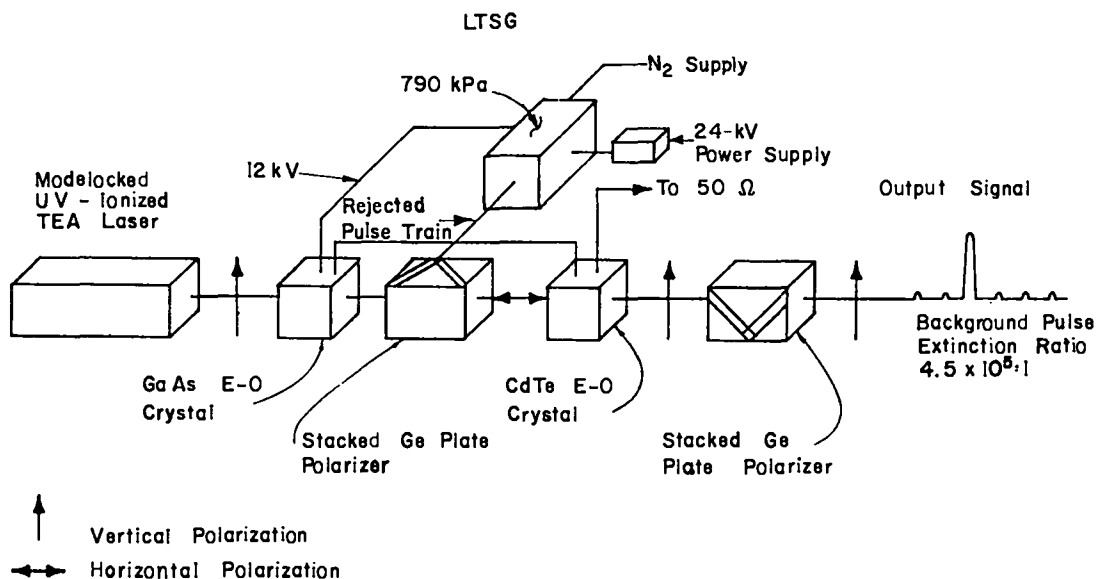 LTSG
N₂ Supply
790 kPa
24-kV
Power Supply
12 kV
To 50 Ω
Modelocked
UV - Ionized
TEA Laser
Rejected
Pulse Train
Output Signal
Background Pulse
Extinction Ratio
4.5 x 10⁵:1
GaAs E-O
Crystal
CdTe E-O
Crystal
Stacked Ge Plate
Polarizer
Stacked Ge
Plate Polarizer
Vertical Polarization
Horizontal Polarization